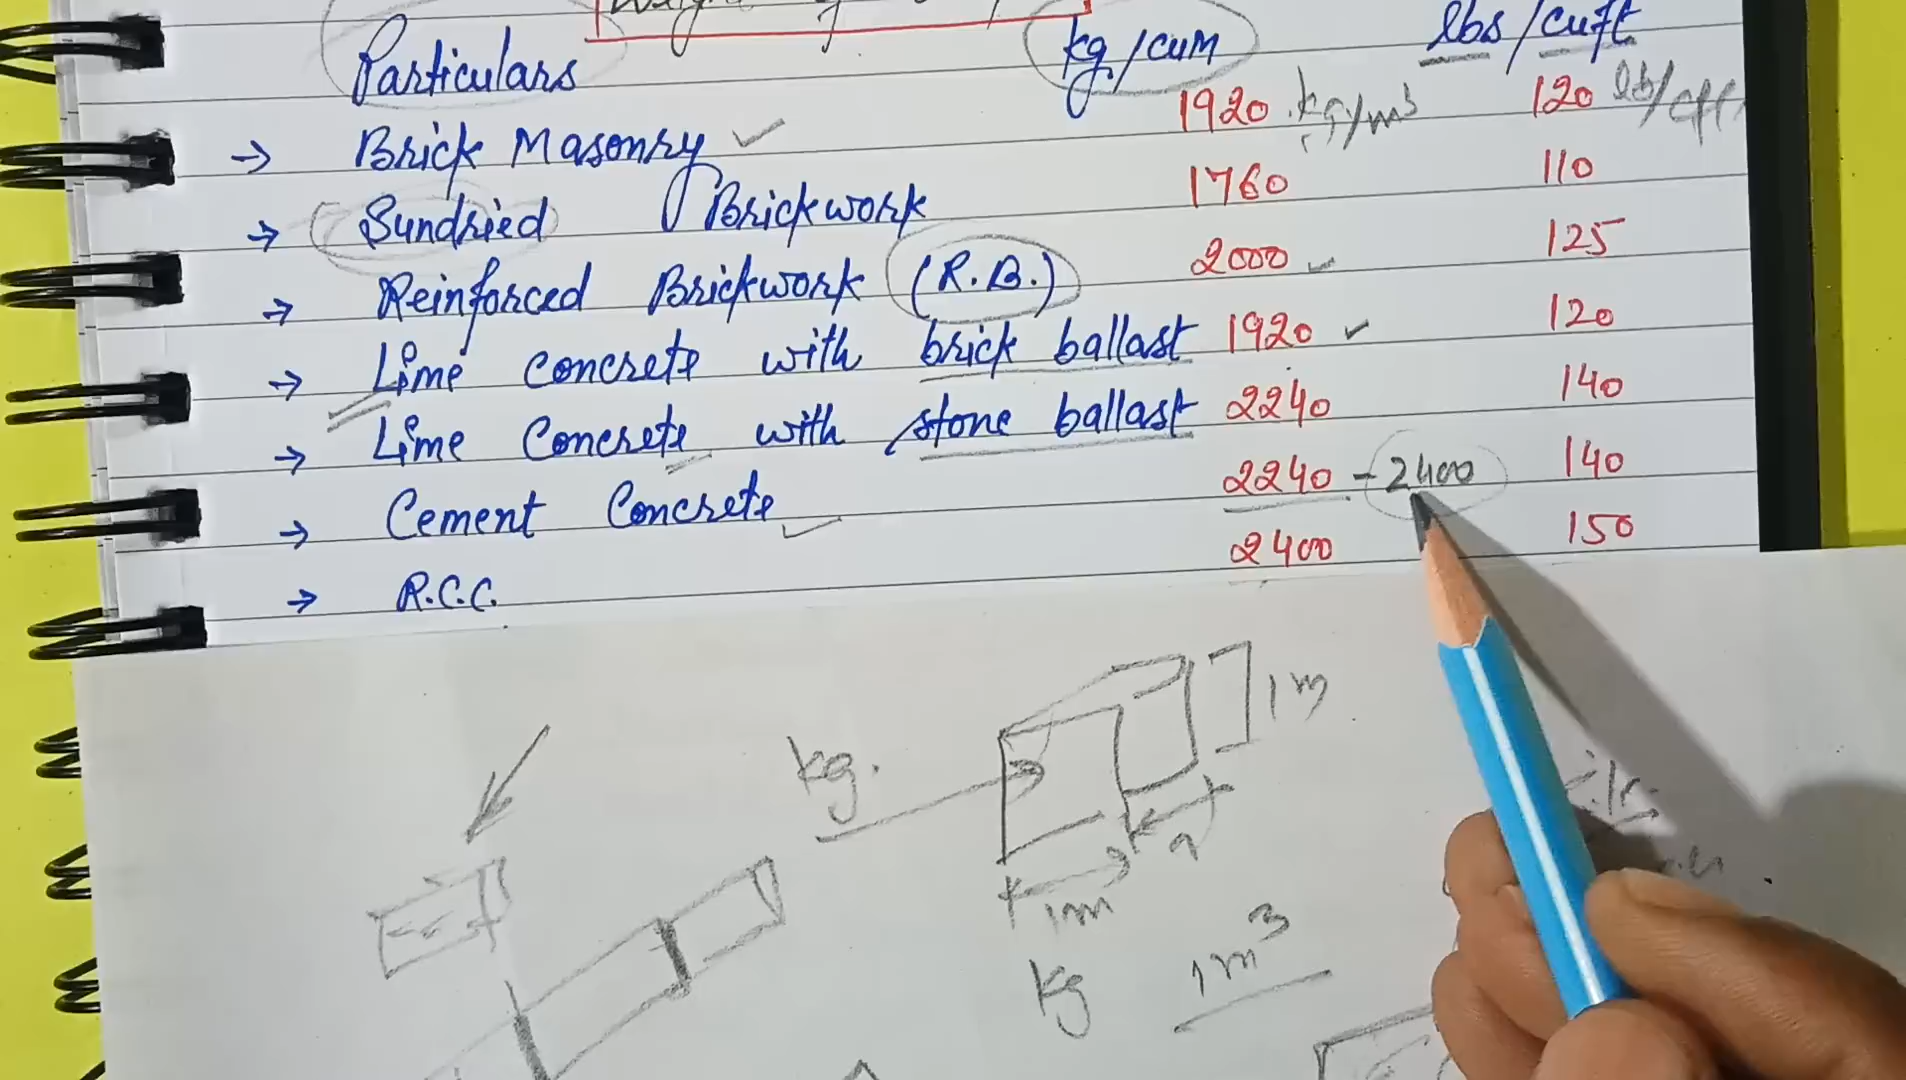 Particulars kg/cum lbs/cuft
→ Brick Masonry 1920 kg/m³ 120 lb/cft
→ Sundried Brickwork 1760 110
→ Reinforced Brickwork (R.B.) 2000 125
→ Lime concrete with brick ballast 1920 120
→ Lime Concrete with stone ballast 2240 140
→ Cement Concrete 2240 - 2400 140
→ R.C.C. 2400 150
1m
kg.
1m
kg 1m³